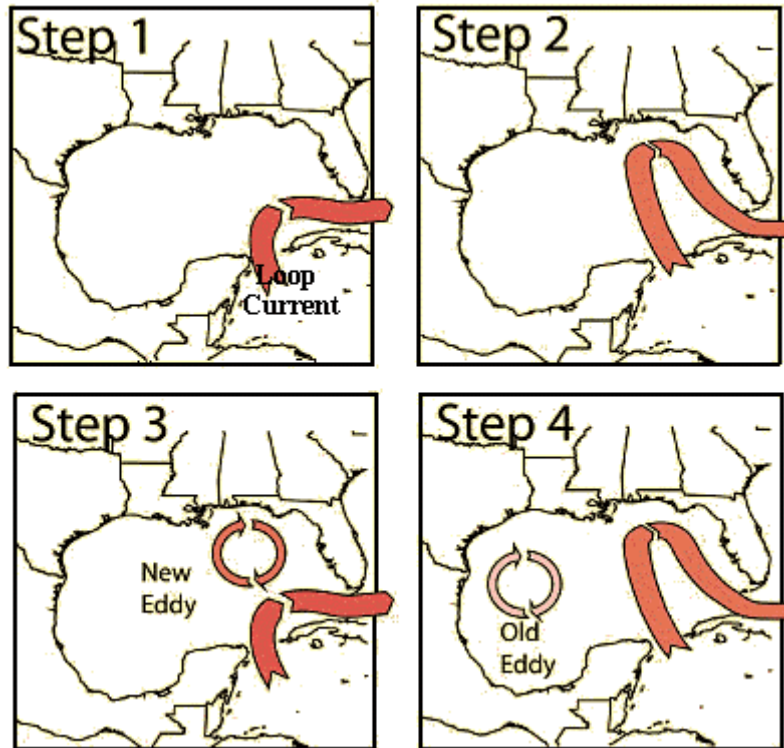 Step 1
Loop
Current
Step 2
Step 3
New
Eddy
Step 4
Old
Eddy